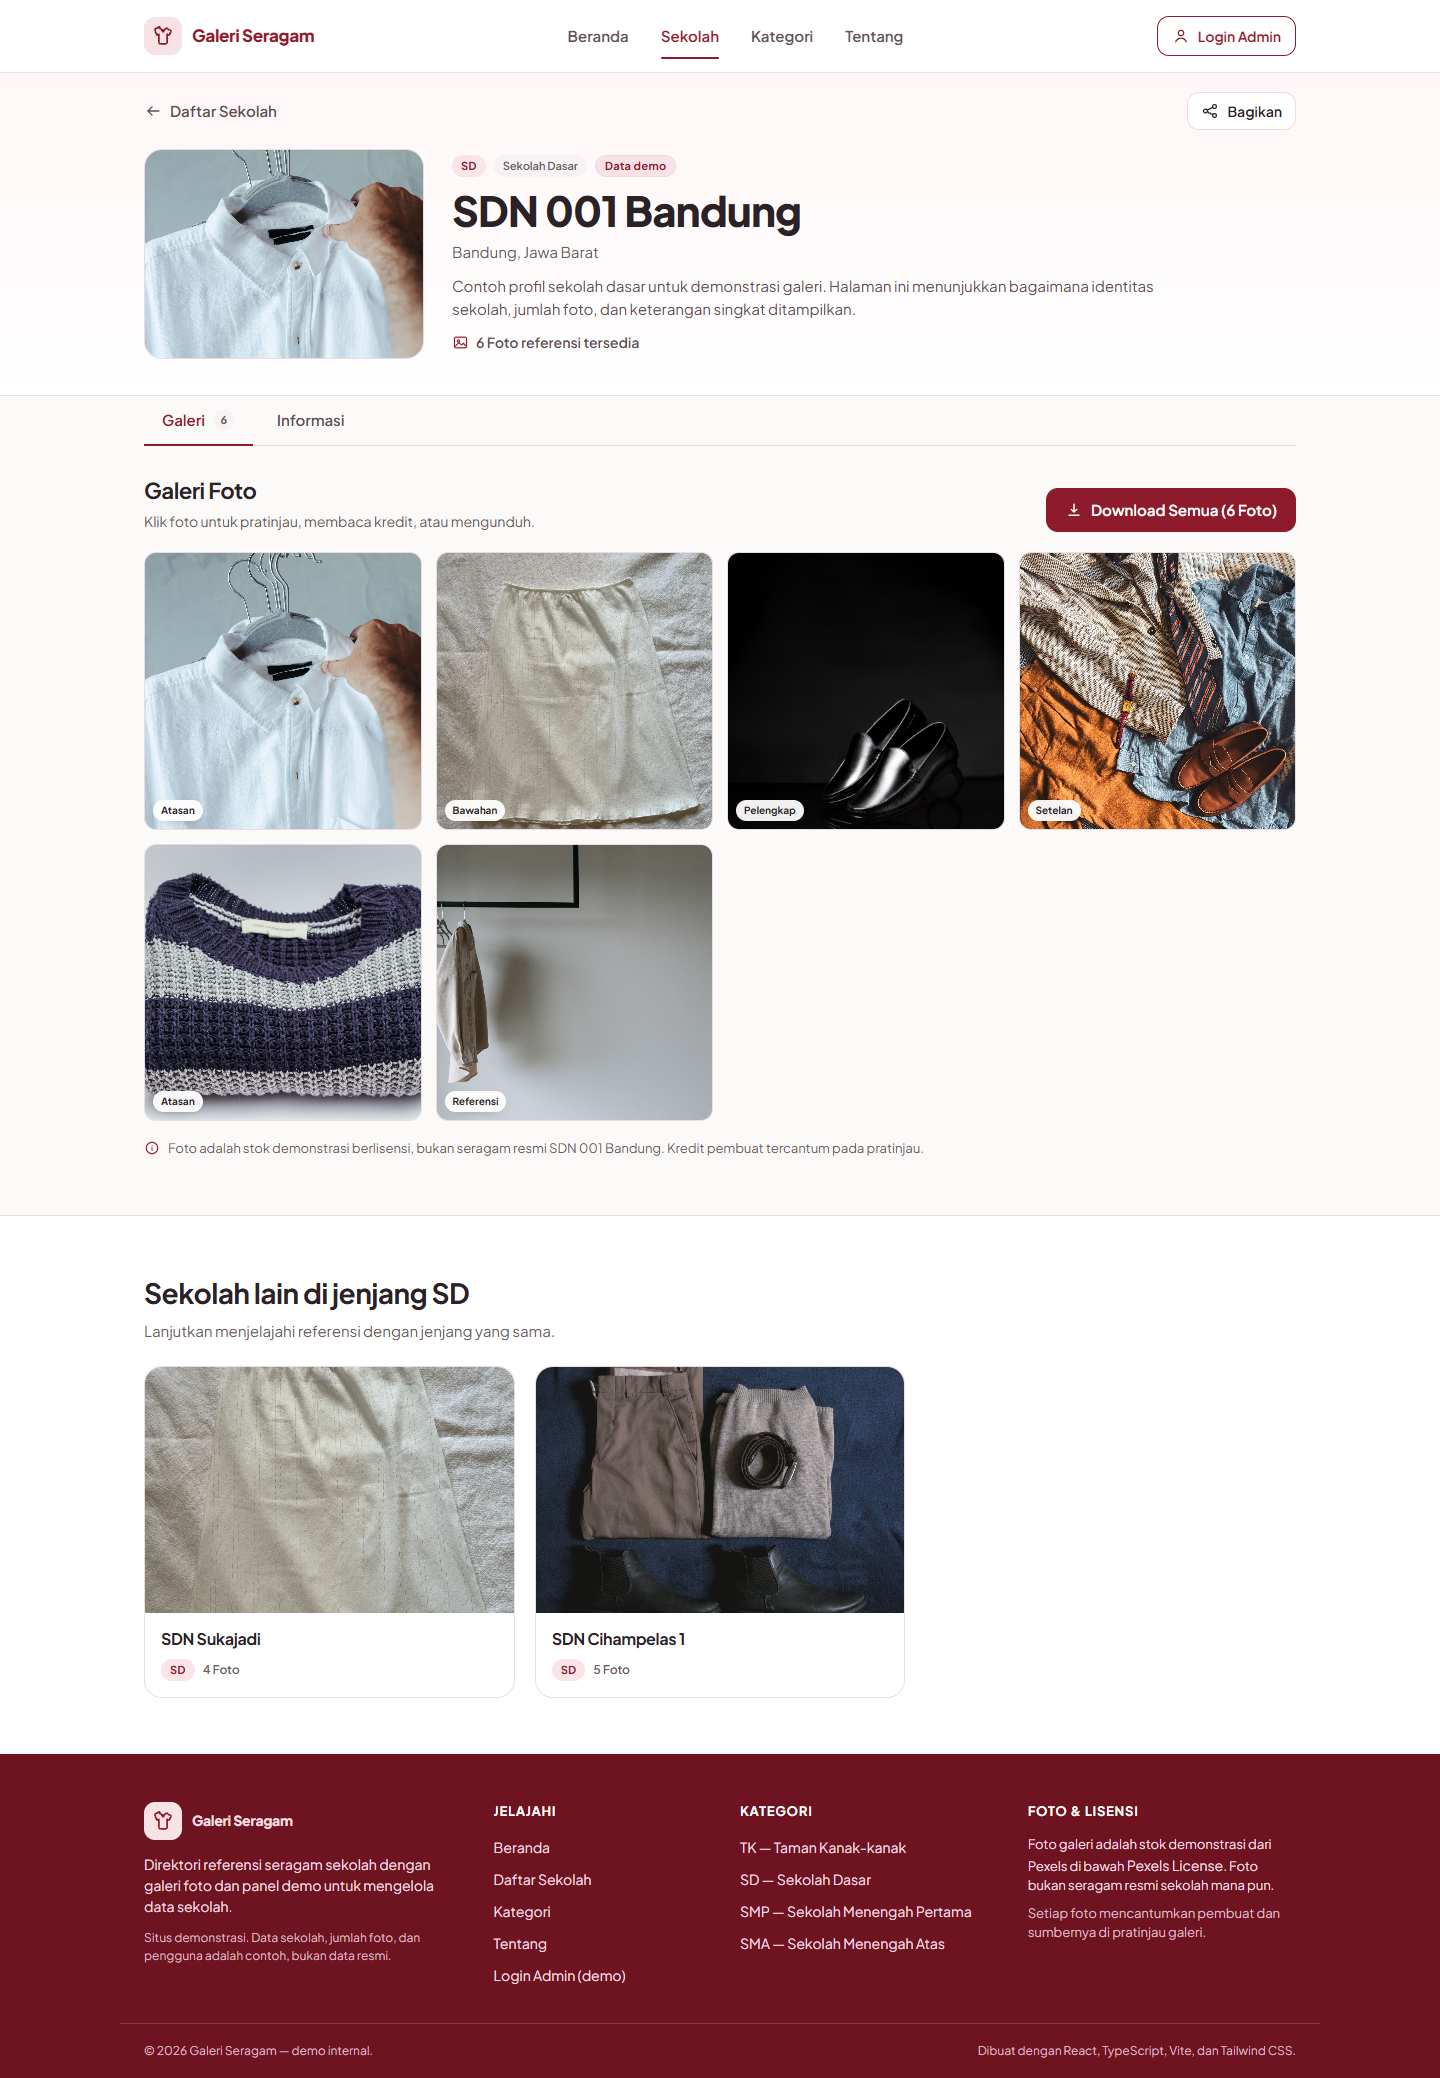 Galeri Seragam
Beranda
Sekolah
Kategori
Tentang
Login Admin
Daftar Sekolah
Bagikan
SD
Sekolah Dasar
Data demo
SDN 001 Bandung
Bandung, Jawa Barat
Contoh profil sekolah dasar untuk demonstrasi galeri. Halaman ini menunjukkan bagaimana identitas
sekolah, jumlah foto, dan keterangan singkat ditampilkan.
6 Foto referensi tersedia
Galeri 6
Informasi
Galeri Foto
Klik foto untuk pratinjau, membaca kredit, atau mengunduh.
Download Semua (6 Foto)
Atasan
Bawahan
Pelengkap
Setelan
Atasan
Referensi
Foto adalah stok demonstrasi berlisensi, bukan seragam resmi SDN 001 Bandung. Kredit pembuat tercantum pada pratinjau.
Sekolah lain di jenjang SD
Lanjutkan menjelajahi referensi dengan jenjang yang sama.
SDN Sukajadi
SD 4 Foto
SDN Cihampelas 1
SD 5 Foto
Galeri Seragam
Direktori referensi seragam sekolah dengan
galeri foto dan panel demo untuk mengelola
data sekolah.
Situs demonstrasi. Data sekolah, jumlah foto, dan
pengguna adalah contoh, bukan data resmi.
JELAJAHI
Beranda
Daftar Sekolah
Kategori
Tentang
Login Admin (demo)
KATEGORI
TK — Taman Kanak-kanak
SD — Sekolah Dasar
SMP — Sekolah Menengah Pertama
SMA — Sekolah Menengah Atas
FOTO & LISENSI
Foto galeri adalah stok demonstrasi dari
Pexels di bawah Pexels License. Foto
bukan seragam resmi sekolah mana pun.
Setiap foto mencantumkan pembuat dan
sumbernya di pratinjau galeri.
© 2026 Galeri Seragam — demo internal.
Dibuat dengan React, TypeScript, Vite, dan Tailwind CSS.